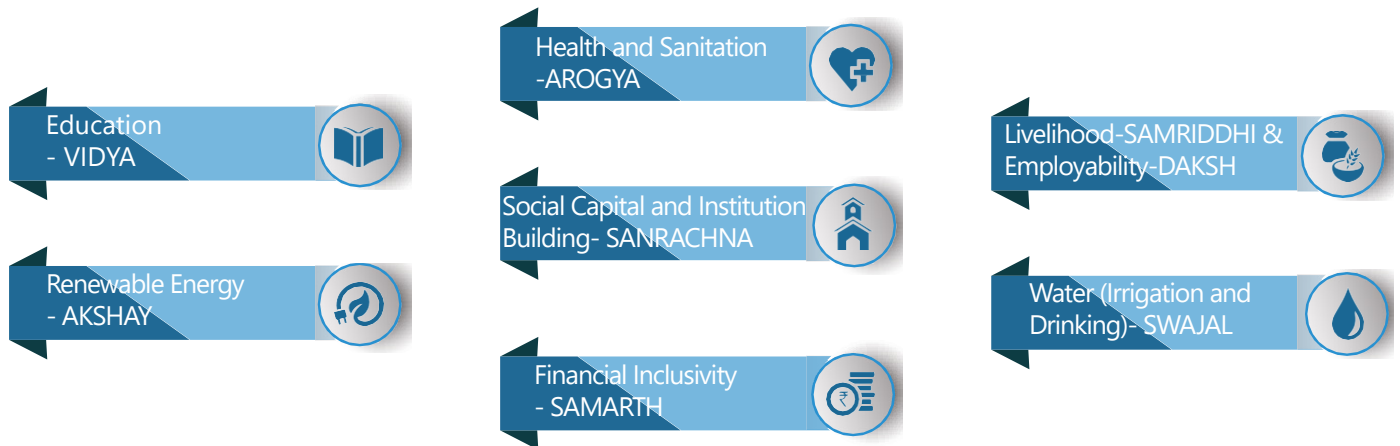 Education
- VIDYA
Renewable Energy
- AKSHAY
Health and Sanitation
-AROGYA
Social Capital and Institution
Building- SANRACHNA
Financial Inclusivity
- SAMARTH
Livelihood-SAMRIDDHI &
Employability-DAKSH
Water (Irrigation and
Drinking)- SWAJAL
₹